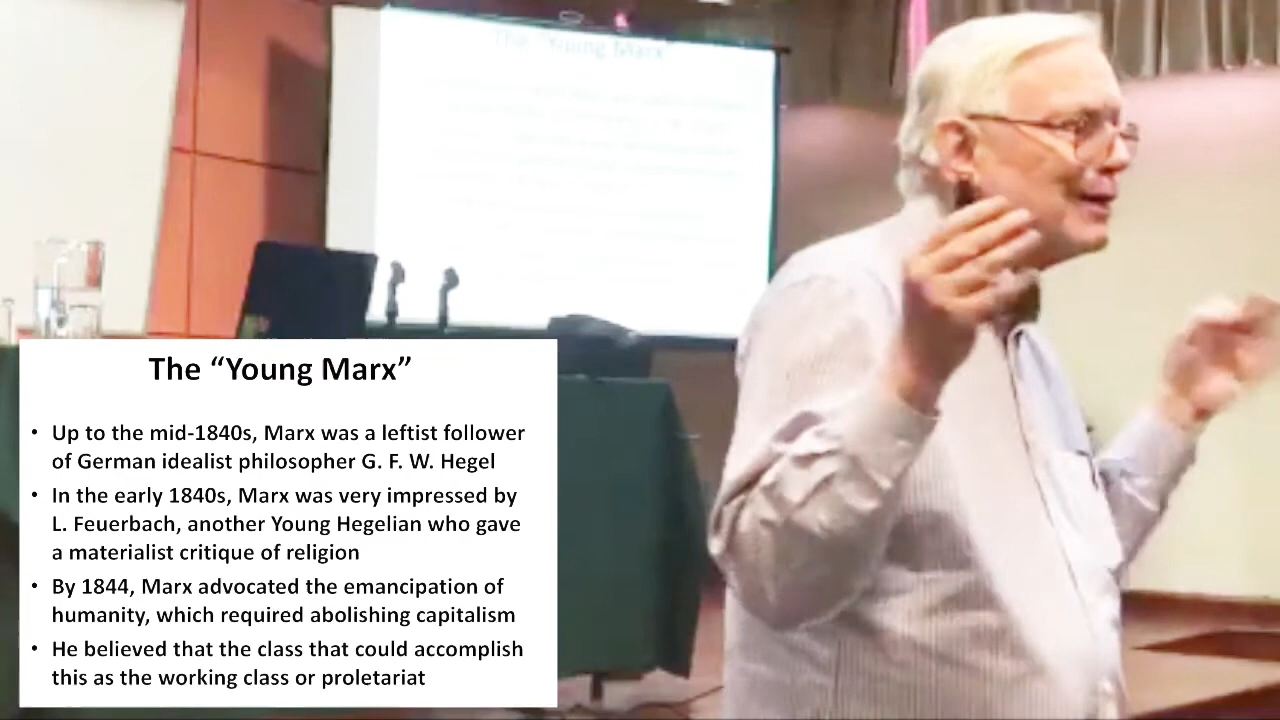 The “Young Marx”
The “Young Marx”
• Up to the mid-1840s, Marx was a leftist follower
of German idealist philosopher G. F. W. Hegel
• In the early 1840s, Marx was very impressed by
L. Feuerbach, another Young Hegelian who gave
a materialist critique of religion
• By 1844, Marx advocated the emancipation of
humanity, which required abolishing capitalism
• He believed that the class that could accomplish
this as the working class or proletariat